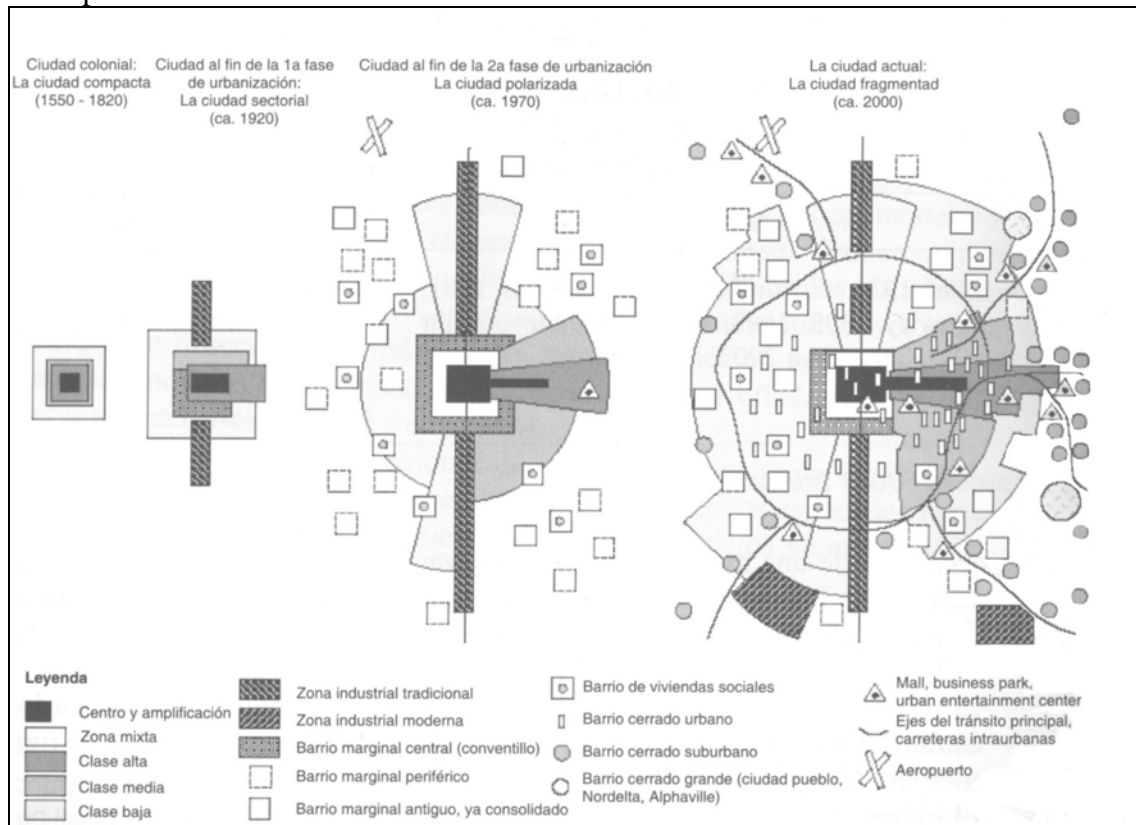 Ciudad colonial:
La ciudad compacta
(1550 - 1820)
Ciudad al fin de la 1a fase
de urbanización:
La ciudad sectorial
(ca. 1920)
Ciudad al fin de la 2a fase de urbanización
La ciudad polarizada
(ca. 1970)
La ciudad actual:
La ciudad fragmentad
(ca. 2000)
Leyenda
Centro y amplificación
Zona mixta
Clase alta
Clase media
Clase baja
Zona industrial tradicional
Zona industrial moderna
Barrio marginal central (conventillo)
Barrio marginal periférico
Barrio marginal antiguo, ya consolidado
Barrio de viviendas sociales
Barrio cerrado urbano
Barrio cerrado suburbano
Barrio cerrado grande (ciudad pueblo,
Nordelta, Alphaville)
Mall, business park,
urban entertainment center
Ejes del tránsito principal,
carreteras intraurbanas
Aeropuerto